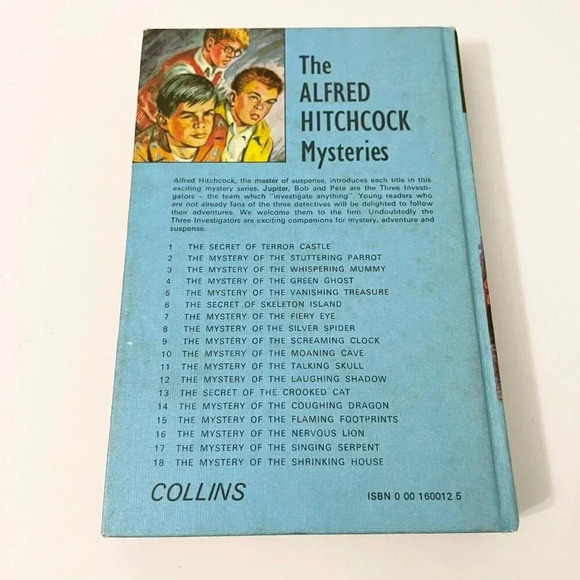 The
ALFRED
HITCHCOCK
Mysteries
Alfred Hitchcock, the master of suspense, introduces each title in this
exciting mystery series. Jupiter, Bob and Pete are the Three Investi-
gators – the team which "investigate anything". Young readers who
are not already fans of the three detectives will be delighted to follow
their adventures. We welcome them to the firm. Undoubtedly the
Three Investigators are exciting companions for mystery, adventure and
suspense.
1 THE SECRET OF TERROR CASTLE
2 THE MYSTERY OF THE STUTTERING PARROT
3 THE MYSTERY OF THE WHISPERING MUMMY
4 THE MYSTERY OF THE GREEN GHOST
5 THE MYSTERY OF THE VANISHING TREASURE
6 THE SECRET OF SKELETON ISLAND
7 THE MYSTERY OF THE FIERY EYE
8 THE MYSTERY OF THE SILVER SPIDER
9 THE MYSTERY OF THE SCREAMING CLOCK
10 THE MYSTERY OF THE MOANING CAVE
11 THE MYSTERY OF THE TALKING SKULL
12 THE MYSTERY OF THE LAUGHING SHADOW
13 THE SECRET OF THE CROOKED CAT
14 THE MYSTERY OF THE COUGHING DRAGON
15 THE MYSTERY OF THE FLAMING FOOTPRINTS
16 THE MYSTERY OF THE NERVOUS LION
17 THE MYSTERY OF THE SINGING SERPENT
18 THE MYSTERY OF THE SHRINKING HOUSE
COLLINS
ISBN 0 00 160012 5